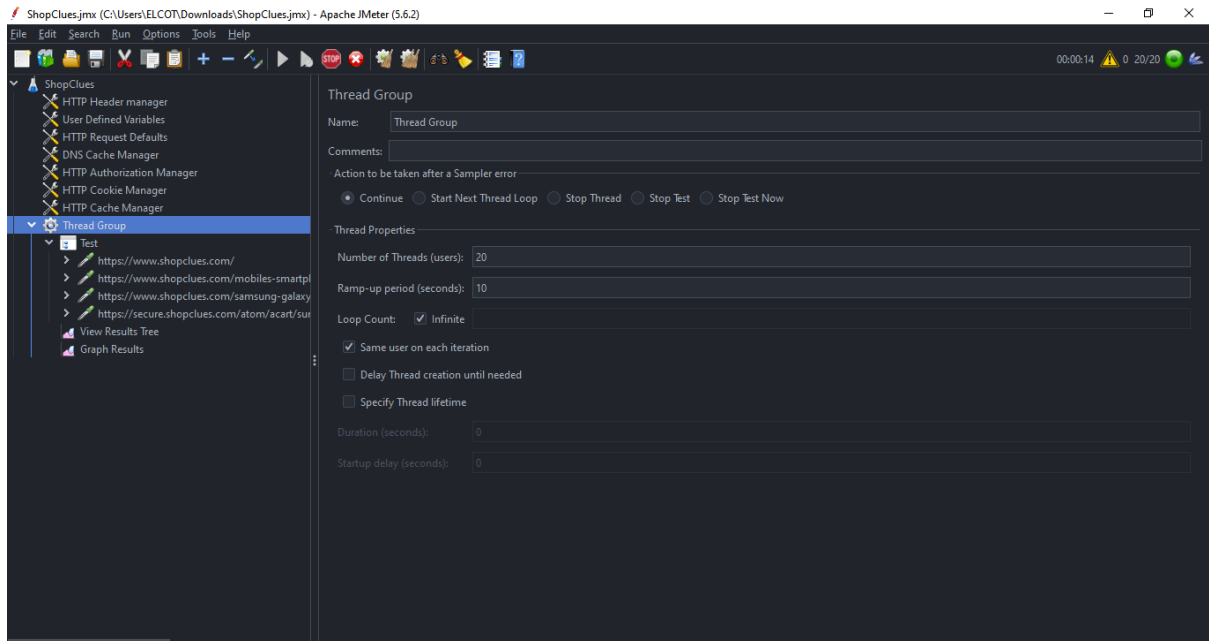 ShopClues.jmx (C:\Users\ELCOT\Downloads\ShopClues.jmx) - Apache JMeter (5.6.2)
File Edit Search Run Options Tools Help
STOP 00:00:14 0 20/20
ShopClues
HTTP Header manager
User Defined Variables
HTTP Request Defaults
DNS Cache Manager
HTTP Authorization Manager
HTTP Cookie Manager
HTTP Cache Manager
Thread Group
Test
https://www.shopclues.com/
https://www.shopclues.com/mobiles-smartpl
https://www.shopclues.com/samsung-galaxy
https://secure.shopclues.com/atom/acart/sur
View Results Tree
Graph Results
Thread Group
Name: Thread Group
Comments:
Action to be taken after a Sampler error
Continue Start Next Thread Loop Stop Thread Stop Test Stop Test Now
Thread Properties
Number of Threads (users): 20
Ramp-up period (seconds): 10
Loop Count: Infinite
Same user on each iteration
Delay Thread creation until needed
Specify Thread lifetime
Duration (seconds): 0
Startup delay (seconds): 0